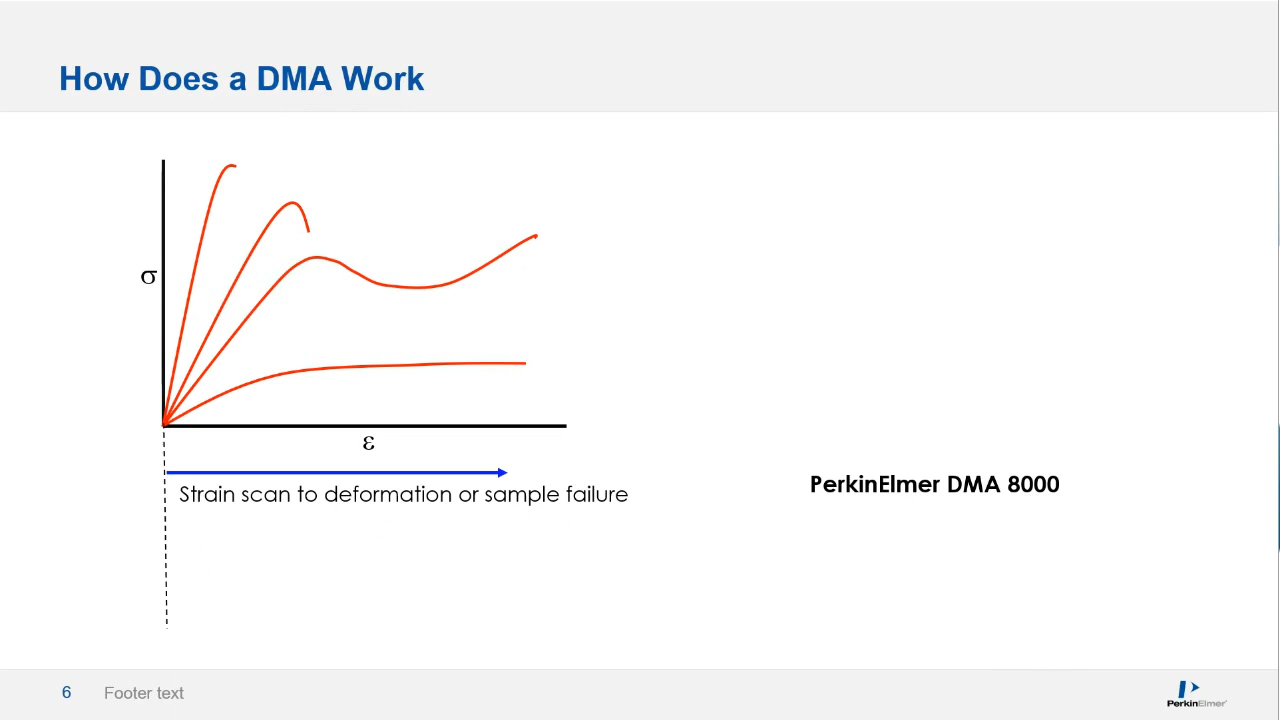 How Does a DMA Work
σ
ε
Strain scan to deformation or sample failure
PerkinElmer DMA 8000
6 Footer text
PerkinElmer